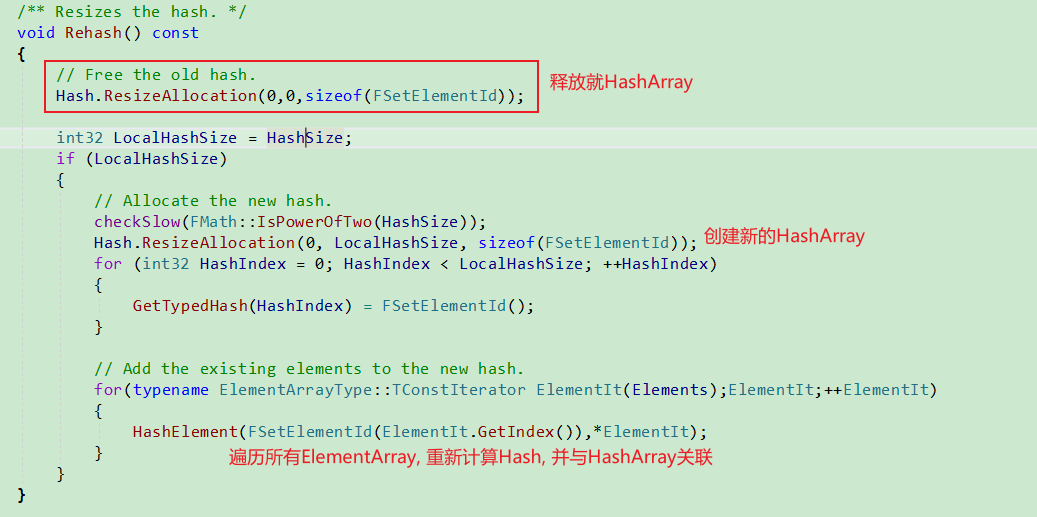 /** Resizes the hash. */
void Rehash() const
{
// Free the old hash.
Hash.ResizeAllocation(0,0,sizeof(FSetElementId));
释放就HashArray
int32 LocalHashSize = HashSize;
if (LocalHashSize)
{
// Allocate the new hash.
checkSlow(FMath::IsPowerOfTwo(HashSize));
Hash.ResizeAllocation(0, LocalHashSize, sizeof(FSetElementId));
创建新的HashArray
for (int32 HashIndex = 0; HashIndex < LocalHashSize; ++HashIndex)
{
GetTypedHash(HashIndex) = FSetElementId();
}
// Add the existing elements to the new hash.
for(typename ElementArrayType::TConstIterator ElementIt(Elements);ElementIt;++ElementIt)
{
HashElement(FSetElementId(ElementIt.GetIndex()),*ElementIt);
}
遍历所有ElementArray, 重新计算Hash, 并与HashArray关联
}
}